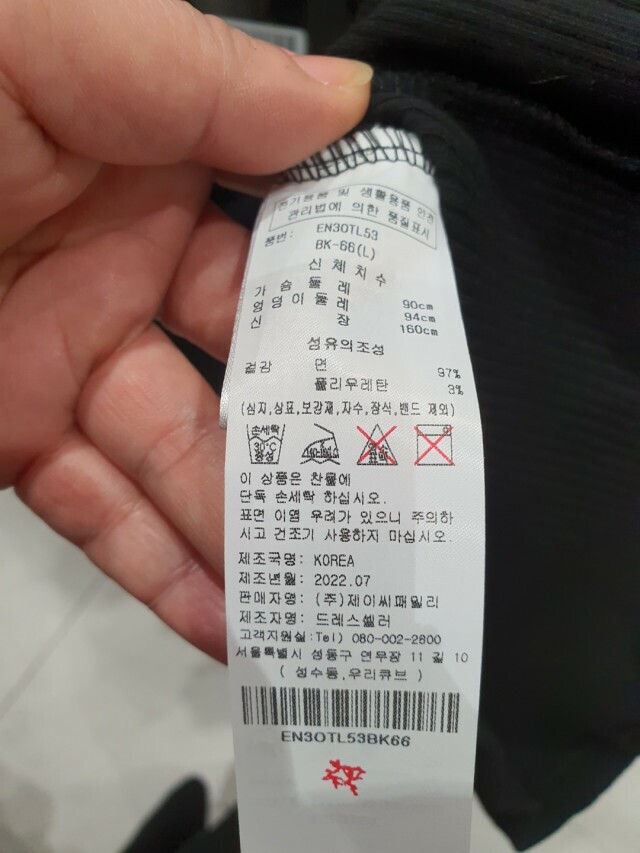 전기용품 및 생활용품 안전
관리법에 의한 품질표시
품번: EN3OTL53
BK-66(L)
신체치수
가슴둘레 90cm
엉덩이둘레 94cm
신장 160cm
섬유의조성
겉감 면 97%
폴리우레탄 3%
(심지,상표,보강제,자수,장식,밴드 제외)
손세탁
30℃
중성
이 상품은 찬물에
단독 손세탁 하십시오.
표면 이염 우려가 있으니 주의하
시고 건조기 사용하지 마십시오.
제조국명: KOREA
제조년월: 2022.07
판매자명: (주)제이씨패밀리
제조자명: 드레스셀러
고객지원실:Tel) 080-002-2800
서울특별시 성동구 연무장 11 길 10
( 성수동,우리큐브 )
EN3OTL53BK66